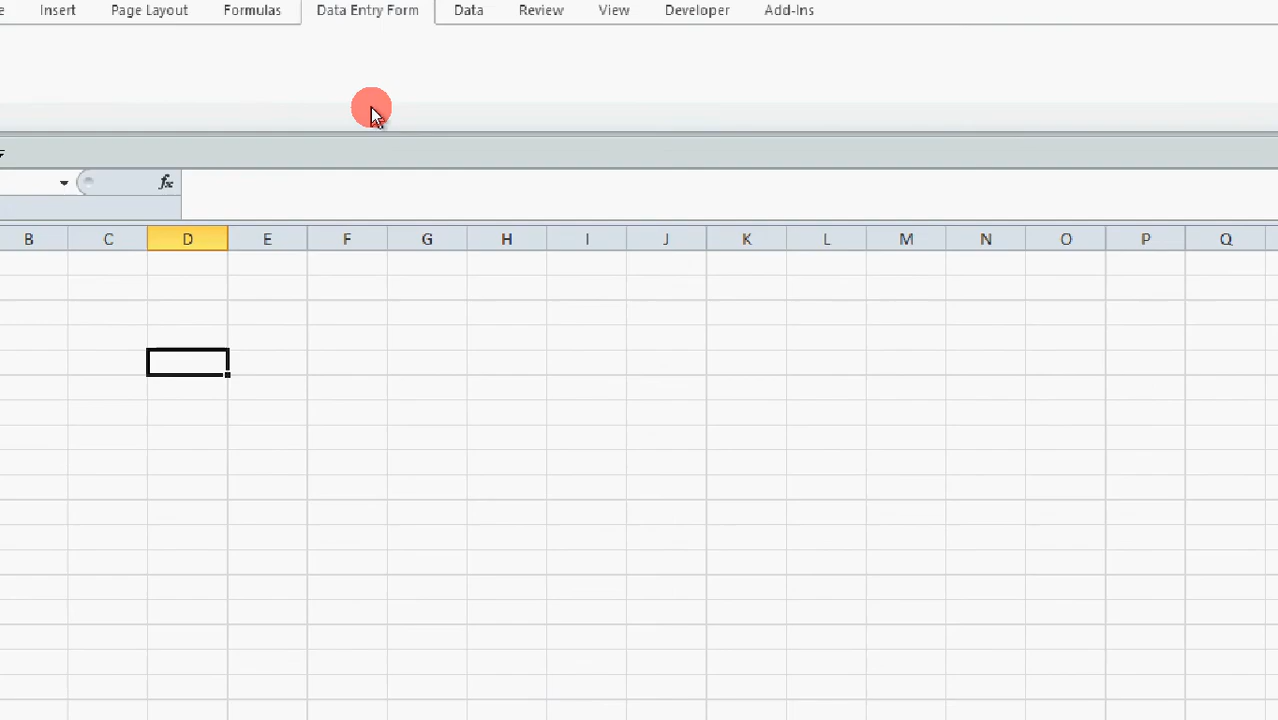 Insert Page Layout Formulas Data Entry Form Data Review View Developer Add-Ins
fx
B C D E F G H I J K L M N O P Q